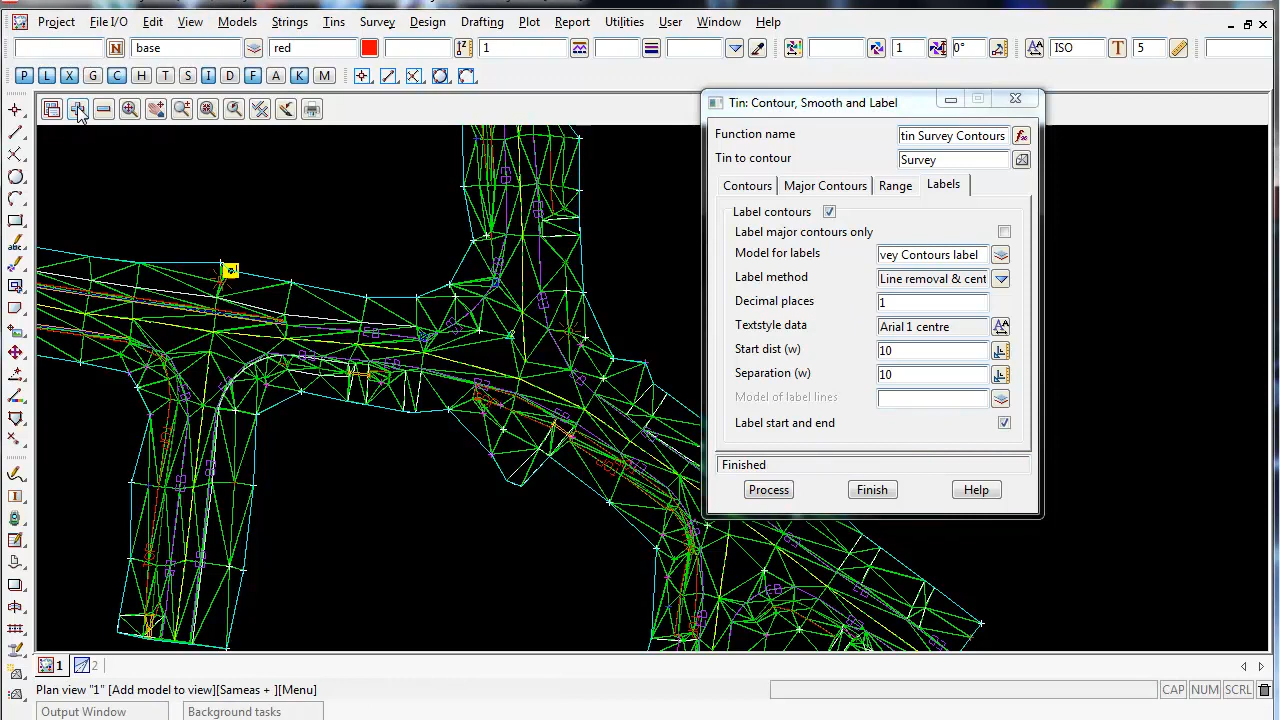 Project File I/O Edit View Models Strings Tins Survey Design Drafting Plot Report Utilities User Window Help
N base red 1 1 0° ISO T 5
P L X G C H T S I D F A K M
Tin: Contour, Smooth and Label
Function name tin Survey Contours
Tin to contour Survey
Contours Major Contours Range Labels
Label contours
Label major contours only
Model for labels vey Contours label
Label method Line removal & cent
Decimal places 1
Textstyle data Arial 1 centre
Start dist (w) 10
Separation (w) 10
Model of label lines
Label start and end
Finished
Process Finish Help
1 2
Plan view "1" [Add model to view][Sameas + ][Menu] CAP NUM SCRL
Output Window Background tasks